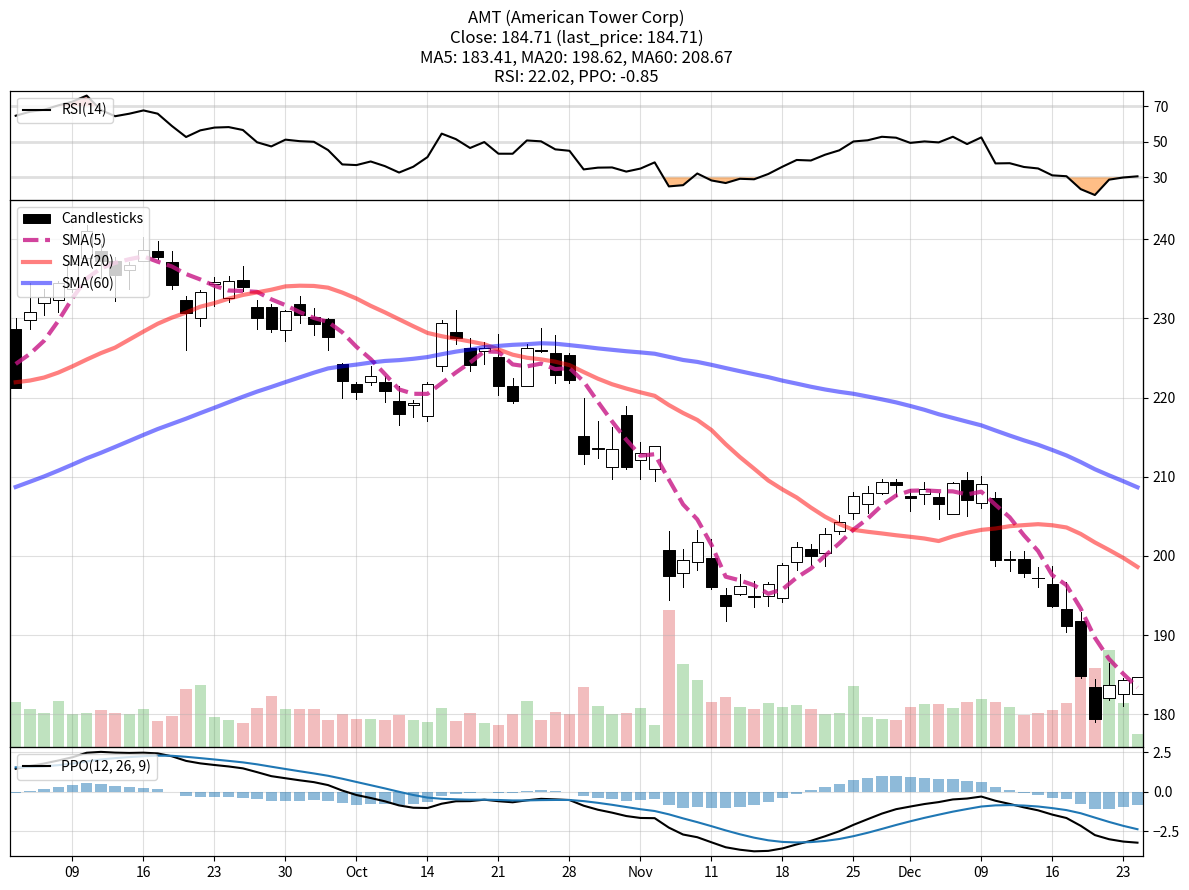 AMT (American Tower Corp)
Close: 184.71 (last_price: 184.71)
MA5: 183.41, MA20: 198.62, MA60: 208.67
RSI: 22.02, PPO: -0.85
RSI(14)
70
50
30
Candlesticks
SMA(5)
SMA(20)
SMA(60)
240
230
220
210
200
190
180
PPO(12, 26, 9)
2.5
0.0
−2.5
09 16 23 30 Oct 14 21 28 Nov 11 18 25 Dec 09 16 23